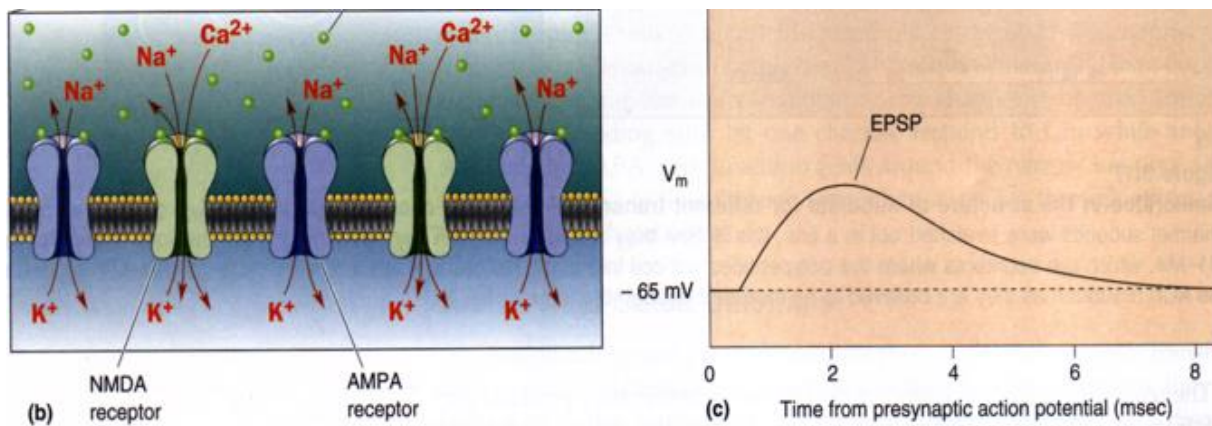 Na⁺
Na⁺
Ca²⁺
Na⁺
Na⁺
Ca²⁺
Na⁺
K⁺
K⁺
K⁺
K⁺
K⁺
NMDA
receptor
AMPA
receptor
(b)
EPSP
Vm
– 65 mV
0
2
4
6
8
(c)
Time from presynaptic action potential (msec)